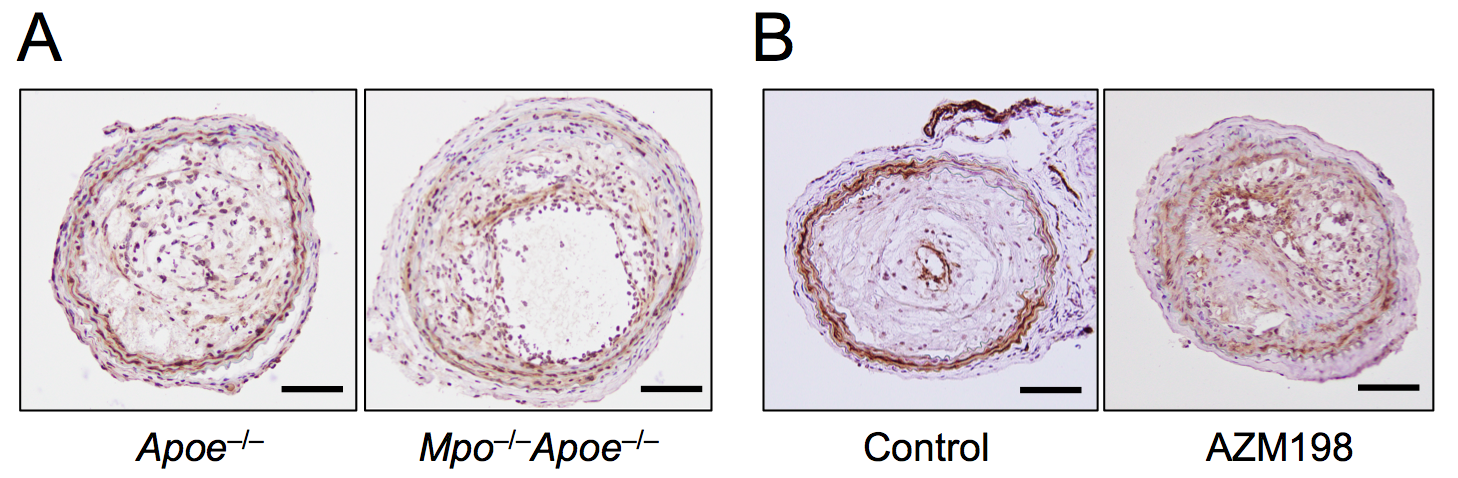 A B
Apoe–/– Mpo–/–Apoe–/– Control AZM198